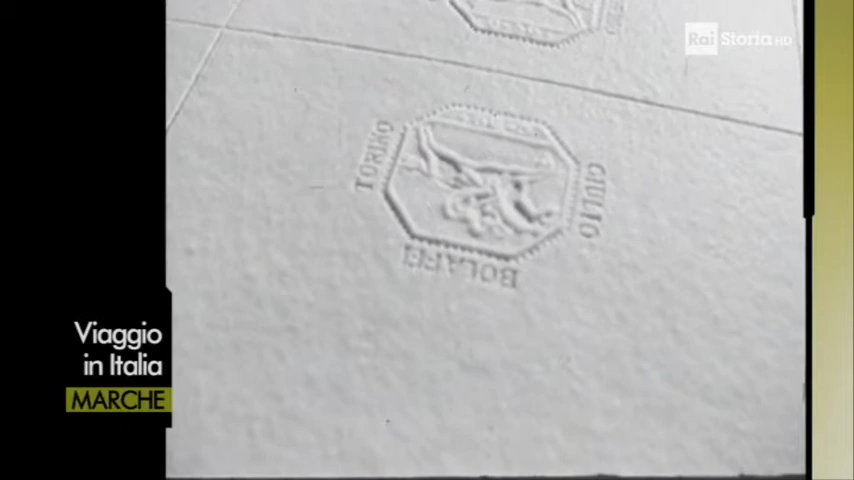 Rai Storia HD
TORINO
GIULIO
BOLAFFI
Viaggio
in Italia
MARCHE